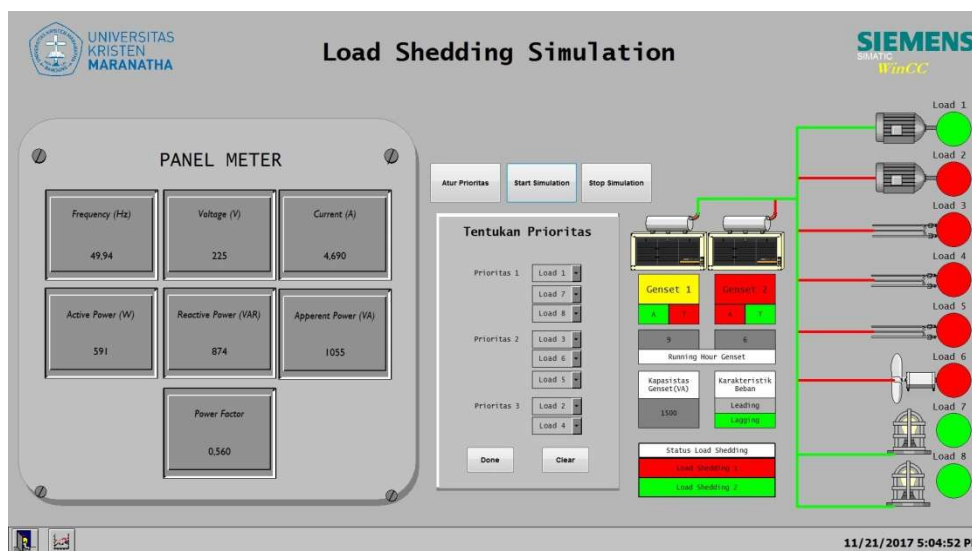 UNIVERSITAS
KRISTEN
MARANATHA
Load Shedding Simulation
SIEMENS
SIMATIC
WinCC
PANEL METER
Frequency (Hz)
49,94
Voltage (V)
225
Current (A)
4,690
Active Power (W)
591
Reactive Power (VAR)
874
Apparent Power (VA)
1055
Power Factor
0,560
Atur Prioritas
Start Simulation
Stop Simulation
Tentukan Prioritas
Prioritas 1
Load 1
Load 7
Load 8
Prioritas 2
Load 3
Load 6
Load 5
Prioritas 3
Load 2
Load 4
Done
Clear
Genset 1
A
T
Genset 2
A
T
9
6
Running Hour Genset
Kapasistas
Genset(VA)
1500
Karakteristik
Beban
Leading
Lagging
Status Load Shedding
Load Shedding 1
Load Shedding 2
Load 1
Load 2
Load 3
Load 4
Load 5
Load 6
Load 7
Load 8
11/21/2017 5:04:52 P